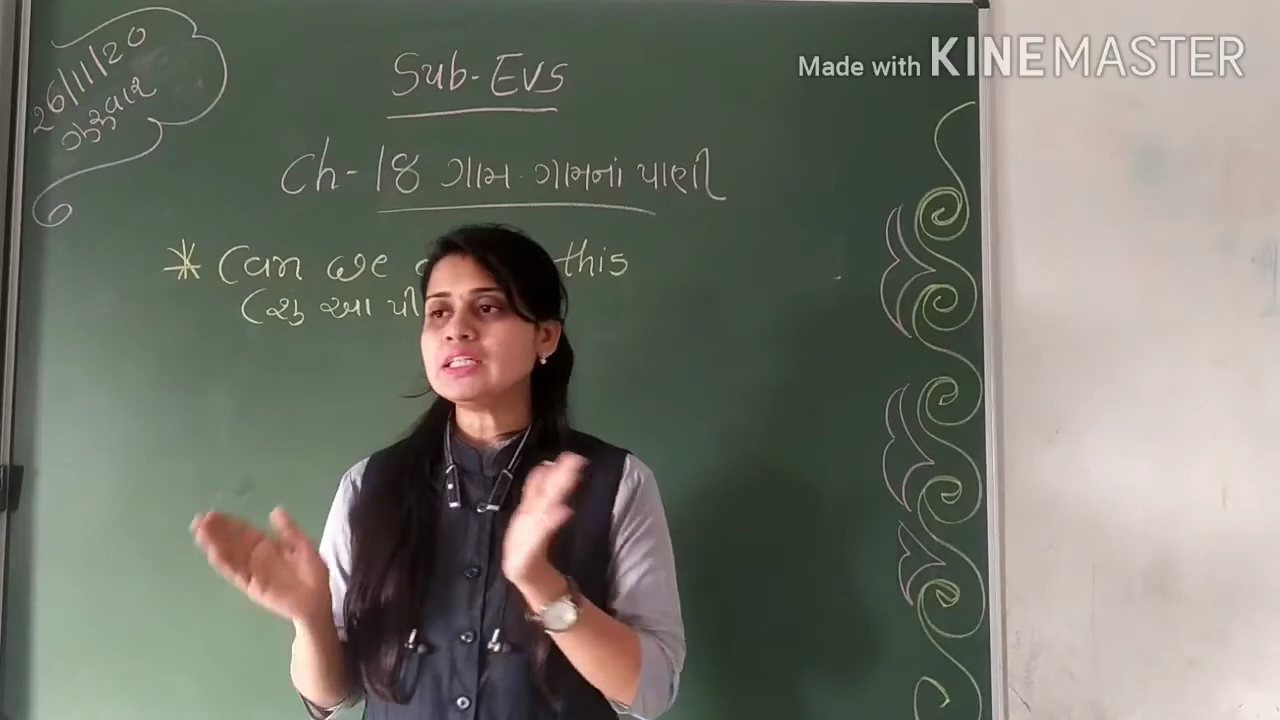 Made with KINEMASTER
26/11/20
ગુરૂવાર
Sub-EVS
Ch-18 ગામ ગામનાં પાણી
* Can we this
(શું આ પી